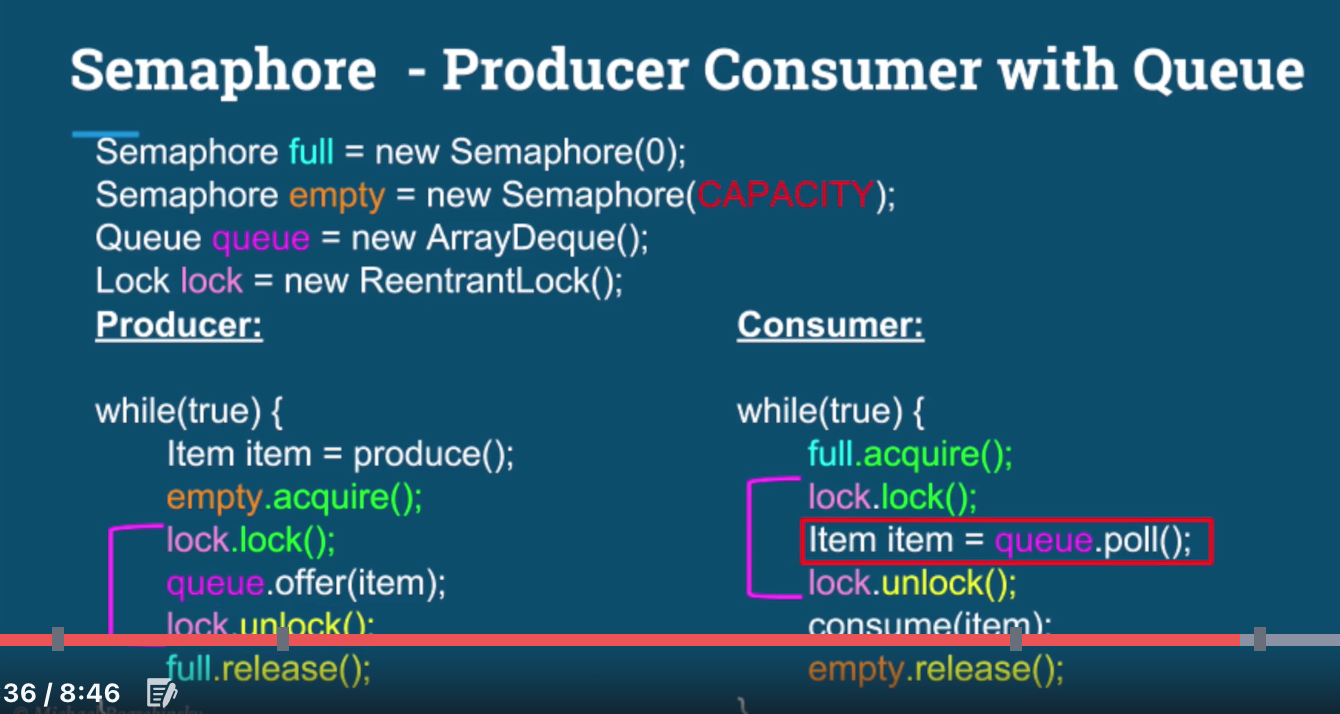 Semaphore - Producer Consumer with Queue
Semaphore full = new Semaphore(0);
Semaphore empty = new Semaphore(CAPACITY);
Queue queue = new ArrayDeque();
Lock lock = new ReentrantLock();
Producer:
while(true) {
Item item = produce();
empty.acquire();
lock.lock();
queue.offer(item);
lock.unlock();
full.release();
}
Consumer:
while(true) {
full.acquire();
lock.lock();
Item item = queue.poll();
lock.unlock();
consume(item);
empty.release();
}
36 / 8:46